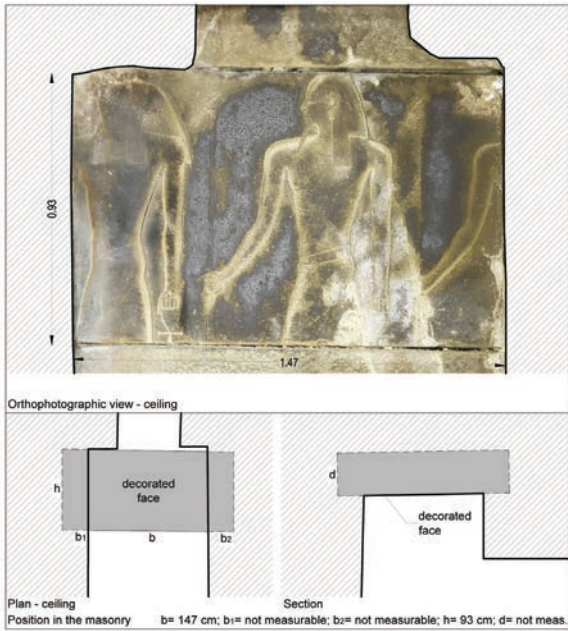 0.93
1.47
Orthophotographic view - ceiling
decorated
face
h
b1
b
b2
d
decorated
face
Plan - ceiling
Section
Position in the masonry b= 147 cm; b1= not measurable; b2= not measurable; h= 93 cm; d= not meas.